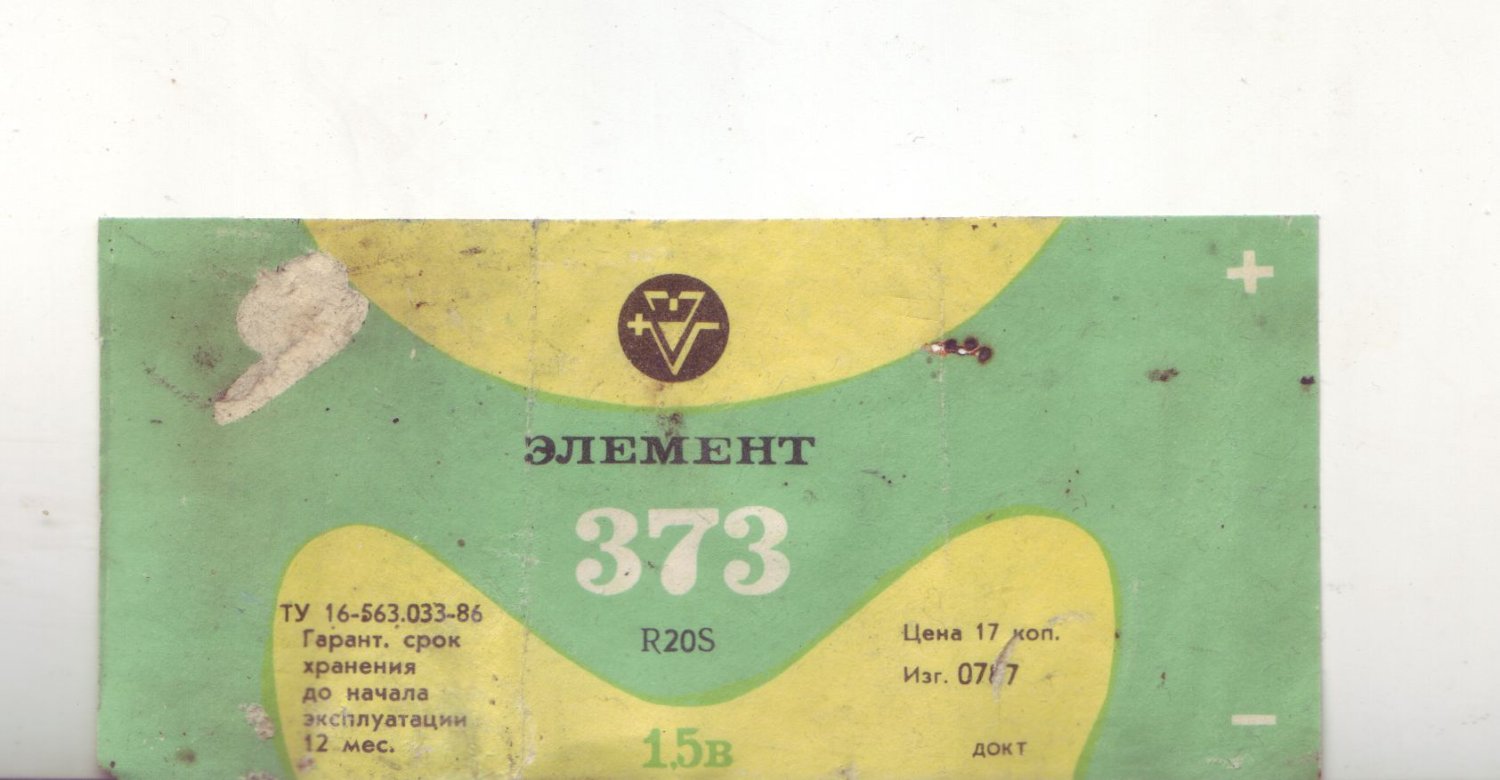 ЭЛЕМЕНТ
373
R20S
1,5в
ТУ 16-563.033-86
Гарант. срок
хранения
до начала
эксплуатации
12 мес.
Цена 17 коп.
Изг. 0787
ДОКТ
+
−